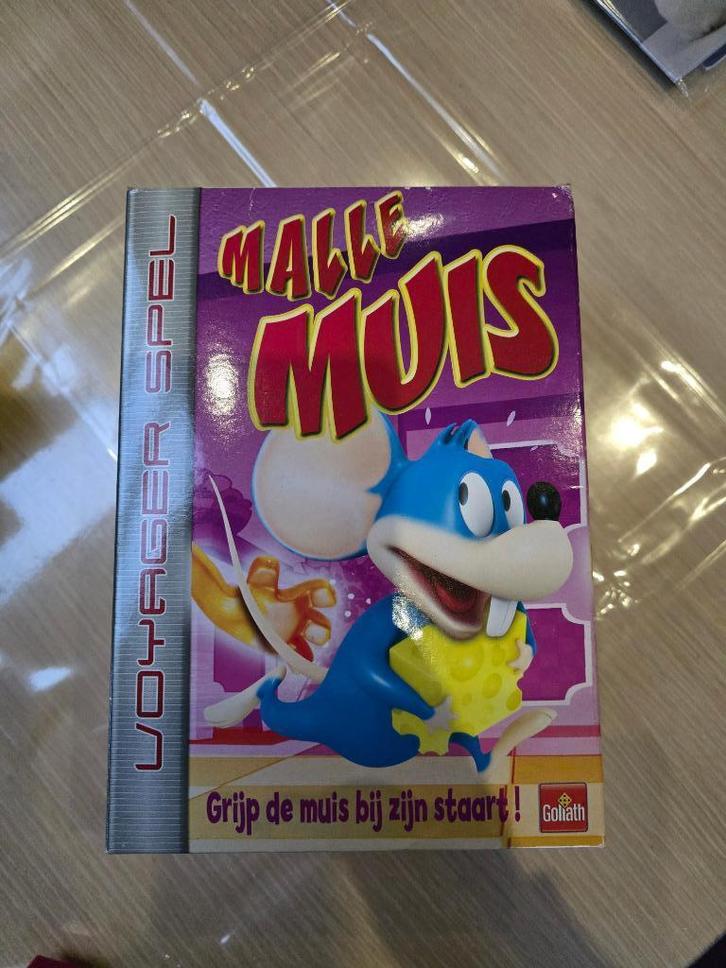 VOYAGER SPEL
MALLE
MUIS
Grijp de muis bij zijn staart!
Goliath